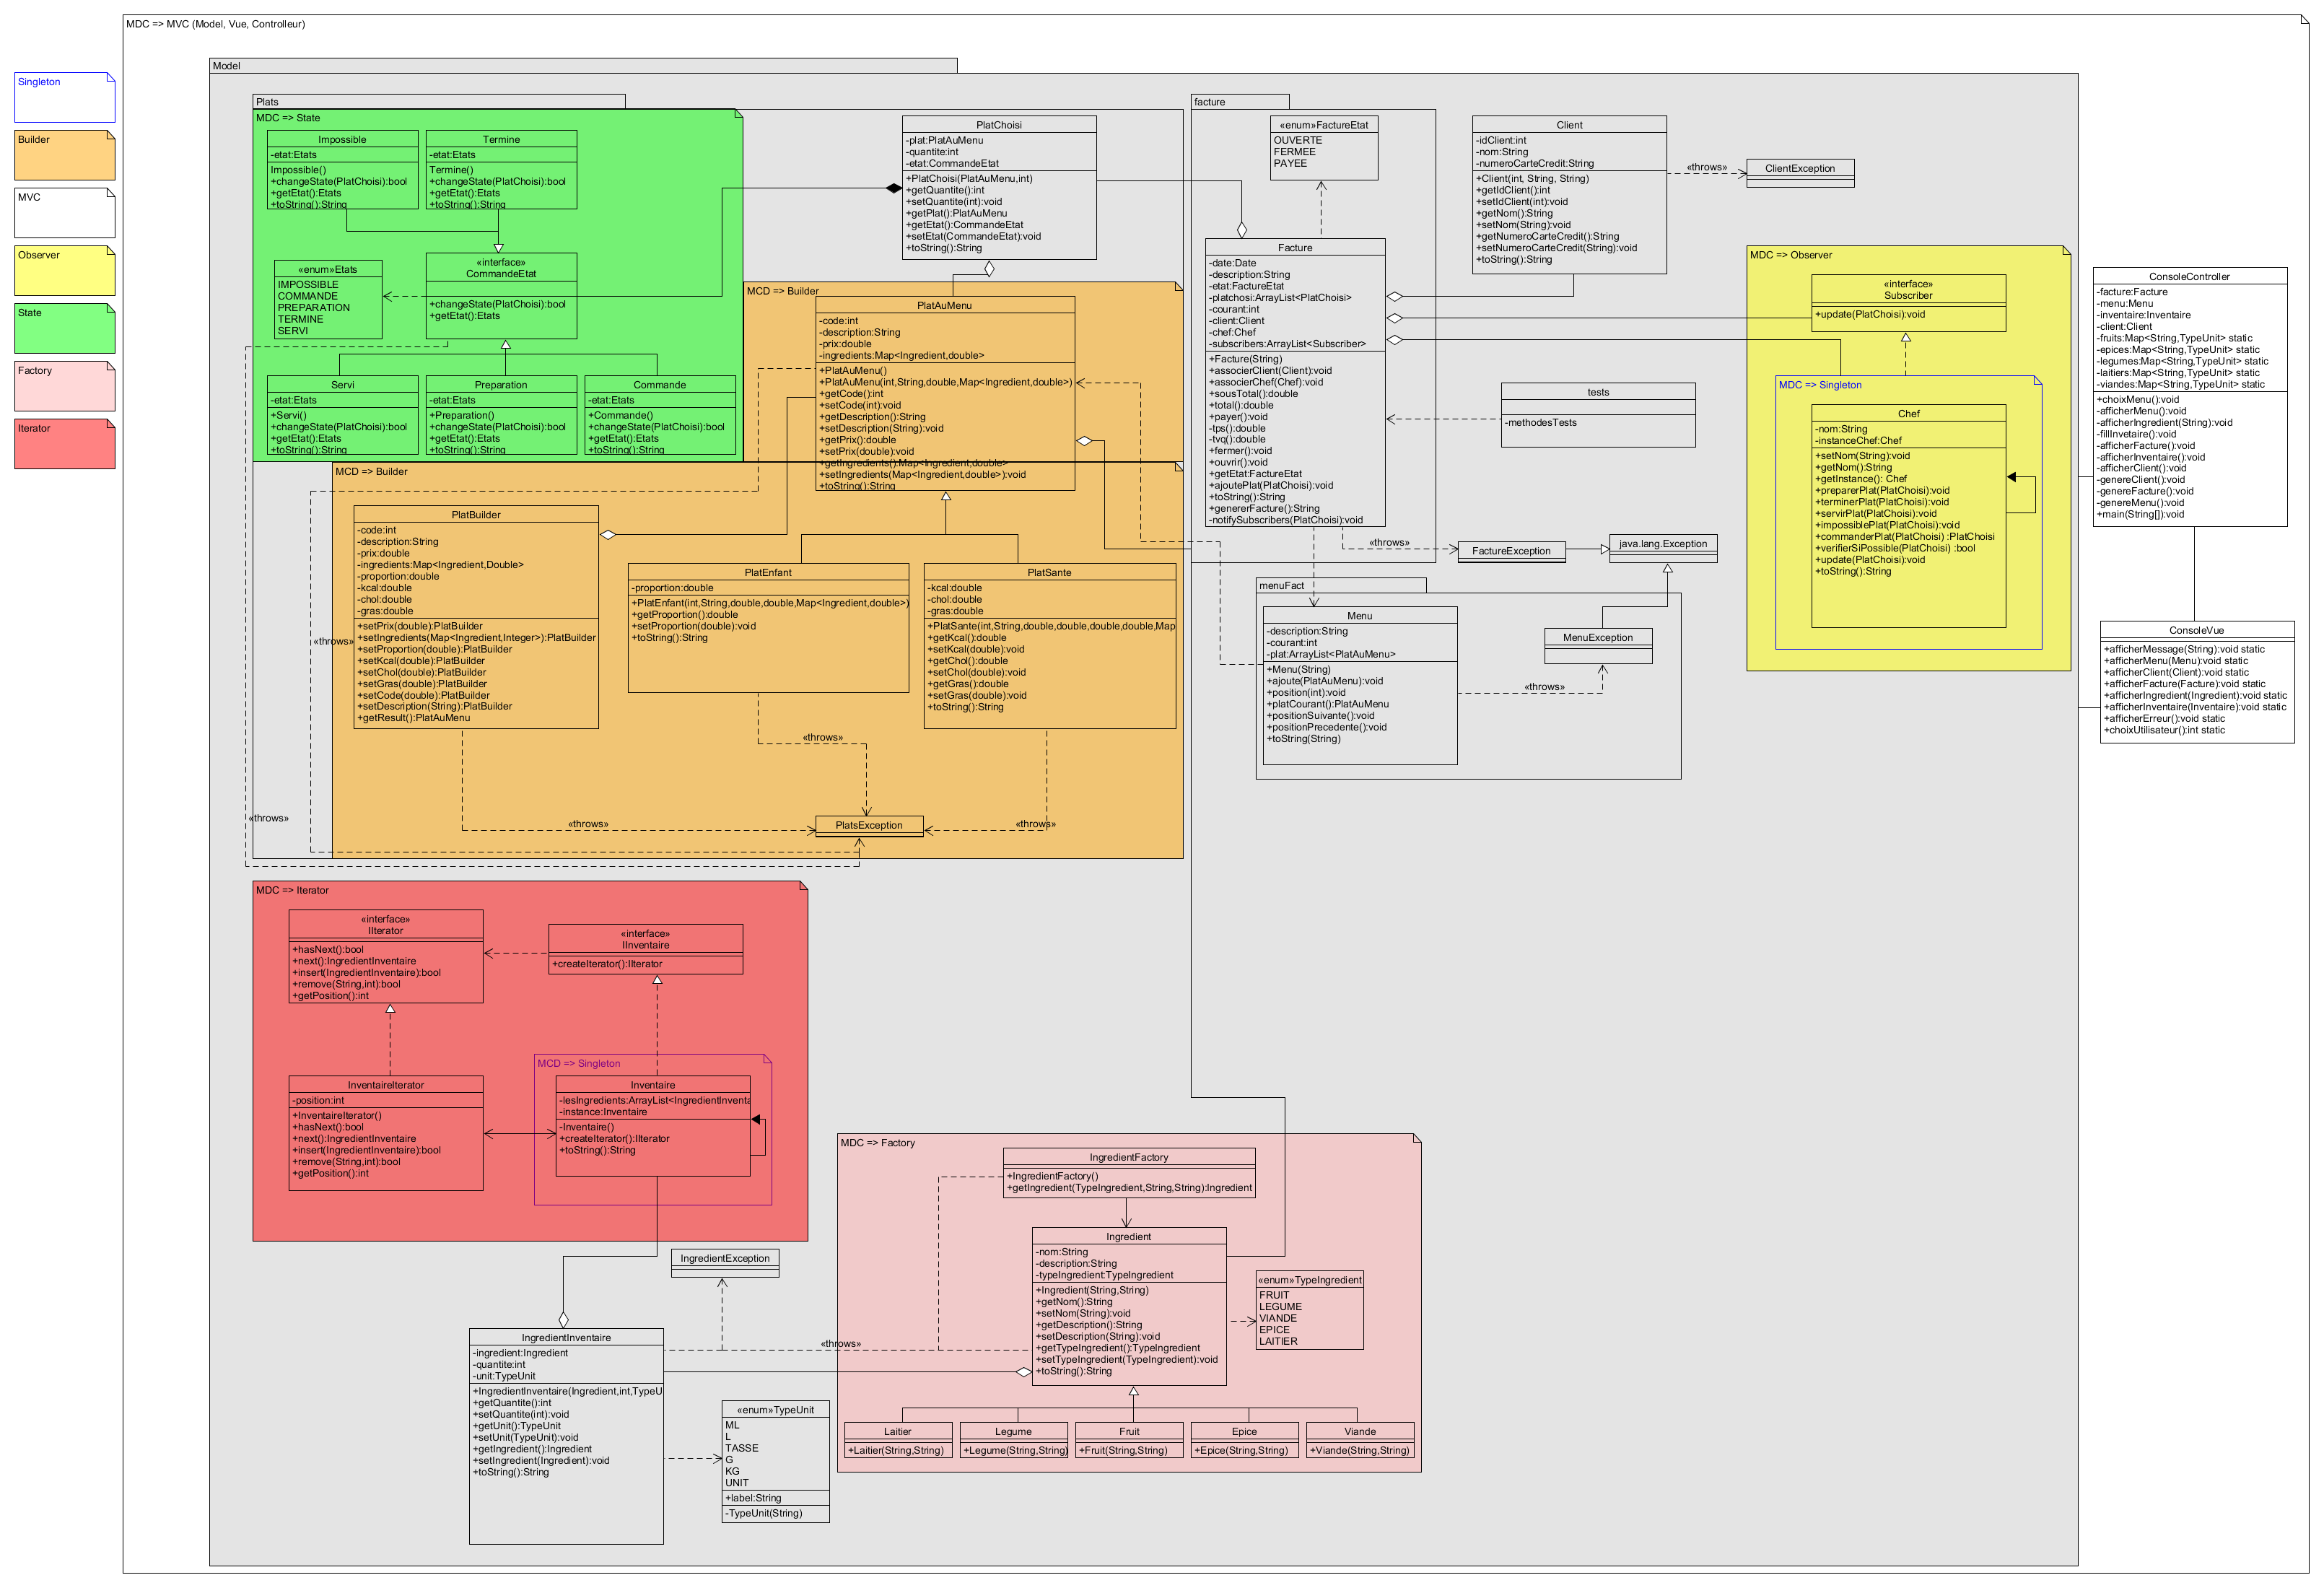 MDC => MVC (Model, Vue, Controlleur)
Singleton
Builder
MVC
Observer
State
Factory
Iterator
Model
Plats
MDC => State
Impossible
-etat:Etats
Impossible()
+changeState(PlatChoisi):bool
+getEtat():Etats
+toString():String
Termine
-etat:Etats
Termine()
+changeState(PlatChoisi):bool
+getEtat():Etats
+toString():String
«enum»Etats
IMPOSSIBLE
COMMANDE
PREPARATION
TERMINE
SERVI
«interface»
CommandeEtat
+changeState(PlatChoisi):bool
+getEtat():Etats
Servi
-etat:Etats
+Servi()
+changeState(PlatChoisi):bool
+getEtat():Etats
+toString():String
Preparation
-etat:Etats
+Preparation()
+changeState(PlatChoisi):bool
+getEtat():Etats
+toString():String
Commande
-etat:Etats
+Commande()
+changeState(PlatChoisi):bool
+getEtat():Etats
+toString():String
PlatChoisi
-plat:PlatAuMenu
-quantite:int
-etat:CommandeEtat
+PlatChoisi(PlatAuMenu,int)
+getQuantite():int
+setQuantite(int):void
+getPlat():PlatAuMenu
+getEtat():CommandeEtat
+setEtat(CommandeEtat):void
+toString():String
MCD => Builder
PlatAuMenu
-code:int
-description:String
-prix:double
-ingredients:Map<Ingredient,double>
+PlatAuMenu()
+PlatAuMenu(int,String,double,Map<Ingredient,double>)
+getCode():int
+setCode(int):void
+getDescription():String
+setDescription(String):void
+getPrix():double
+setPrix(double):void
+getIngredients():Map<Ingredient,double>
+setIngredients(Map<Ingredient,double>):void
+toString():String
MCD => Builder
PlatBuilder
-code:int
-description:String
-prix:double
-ingredients:Map<Ingredient,Double>
-proportion:double
-kcal:double
-chol:double
-gras:double
+setPrix(double):PlatBuilder
+setIngredients(Map<Ingredient,Integer>):PlatBuilder
+setProportion(double):PlatBuilder
+setKcal(double):PlatBuilder
+setChol(double):PlatBuilder
+setGras(double):PlatBuilder
+setCode(double):PlatBuilder
+setDescription(String):PlatBuilder
+getResult():PlatAuMenu
PlatEnfant
-proportion:double
+PlatEnfant(int,String,double,double,Map<Ingredient,double>)
+getProportion():double
+setProportion(double):void
+toString():String
PlatSante
-kcal:double
-chol:double
-gras:double
+PlatSante(int,String,double,double,double,double,Map
+getKcal():double
+setKcal(double):void
+getChol():double
+setChol(double):void
+getGras():double
+setGras(double):void
+toString():String
«throws»
«throws»
«throws»
«throws»
«throws»
PlatsException
facture
«enum»FactureEtat
OUVERTE
FERMEE
PAYEE
Facture
-date:Date
-description:String
-etat:FactureEtat
-platchosi:ArrayList<PlatChoisi>
-courant:int
-client:Client
-chef:Chef
-subscribers:ArrayList<Subscriber>
+Facture(String)
+associerClient(Client):void
+associerChef(Chef):void
+sousTotal():double
+total():double
+payer():void
-tps():double
-tvq():double
+fermer():void
+ouvrir():void
+getEtat:FactureEtat
+ajoutePlat(PlatChoisi):void
+toString():String
+genererFacture():String
-notifySubscribers(PlatChoisi):void
Client
-idClient:int
-nom:String
-numeroCarteCredit:String
+Client(int, String, String)
+getIdClient():int
+setIdClient(int):void
+getNom():String
+setNom(String):void
+getNumeroCarteCredit():String
+setNumeroCarteCredit(String):void
+toString():String
«throws»
ClientException
tests
-methodesTests
«throws»
FactureException
java.lang.Exception
menuFact
Menu
-description:String
-courant:int
-plat:ArrayList<PlatAuMenu>
+Menu(String)
+ajoute(PlatAuMenu):void
+position(int):void
+platCourant():PlatAuMenu
+positionSuivante():void
+positionPrecedente():void
+toString(String)
MenuException
«throws»
MDC => Observer
«interface»
Subscriber
+update(PlatChoisi):void
MDC => Singleton
Chef
-nom:String
-instanceChef:Chef
+setNom(String):void
+getNom():String
+getInstance(): Chef
+preparerPlat(PlatChoisi):void
+terminerPlat(PlatChoisi):void
+servirPlat(PlatChoisi):void
+impossiblePlat(PlatChoisi):void
+commanderPlat(PlatChoisi) :PlatChoisi
+verifierSiPossible(PlatChoisi) :bool
+update(PlatChoisi):void
+toString():String
ConsoleController
-facture:Facture
-menu:Menu
-inventaire:Inventaire
-client:Client
-fruits:Map<String,TypeUnit> static
-epices:Map<String,TypeUnit> static
-legumes:Map<String,TypeUnit> static
-laitiers:Map<String,TypeUnit> static
-viandes:Map<String,TypeUnit> static
+choixMenu():void
-afficherMenu():void
-afficherIngredient(String):void
-fillInvetaire():void
-afficherFacture():void
-afficherInventaire():void
-afficherClient():void
-genereClient():void
-genereFacture():void
-genereMenu():void
+main(String[]):void
ConsoleVue
+afficherMessage(String):void static
+afficherMenu(Menu):void static
+afficherClient(Client):void static
+afficherFacture(Facture):void static
+afficherIngredient(Ingredient):void static
+afficherInventaire(Inventaire):void static
+afficherErreur():void static
+choixUtilisateur():int static
MDC => Iterator
«interface»
IIterator
+hasNext():bool
+next():IngredientInventaire
+insert(IngredientInventaire):bool
+remove(String,int):bool
+getPosition():int
«interface»
IInventaire
+createIterator():IIterator
InventaireIterator
-position:int
+InventaireIterator()
+hasNext():bool
+next():IngredientInventaire
+insert(IngredientInventaire):bool
+remove(String,int):bool
+getPosition():int
MCD => Singleton
Inventaire
-lesIngredients:ArrayList<IngredientInventa
-instance:Inventaire
-Inventaire()
+createIterator():IIterator
+toString():String
IngredientException
IngredientInventaire
-ingredient:Ingredient
-quantite:int
-unit:TypeUnit
+IngredientInventaire(Ingredient,int,TypeU
+getQuantite():int
+setQuantite(int):void
+getUnit():TypeUnit
+setUnit(TypeUnit):void
+getIngredient():Ingredient
+setIngredient(Ingredient):void
+toString():String
«enum»TypeUnit
ML
L
TASSE
G
KG
UNIT
+label:String
-TypeUnit(String)
«throws»
MDC => Factory
IngredientFactory
+IngredientFactory()
+getIngredient(TypeIngredient,String,String):Ingredient
Ingredient
-nom:String
-description:String
-typeIngredient:TypeIngredient
+Ingredient(String,String)
+getNom():String
+setNom(String):void
+getDescription():String
+setDescription(String):void
+getTypeIngredient():TypeIngredient
+setTypeIngredient(TypeIngredient):void
+toString():String
«enum»TypeIngredient
FRUIT
LEGUME
VIANDE
EPICE
LAITIER
Laitier
+Laitier(String,String)
Legume
+Legume(String,String)
Fruit
+Fruit(String,String)
Epice
+Epice(String,String)
Viande
+Viande(String,String)